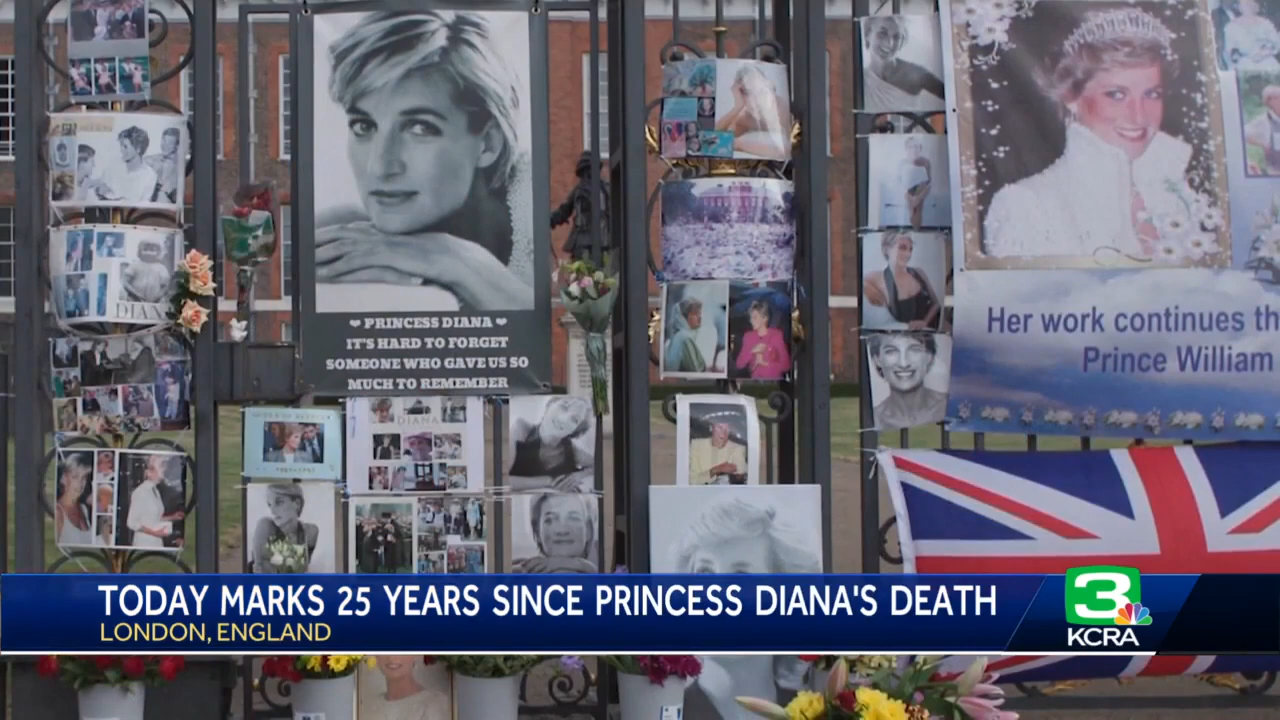 DIANA
DIANA
❤ PRINCESS DIANA ❤
IT'S HARD TO FORGET
SOMEONE WHO GAVE US SO
MUCH TO REMEMBER
Her work continues th
Prince William
TODAY MARKS 25 YEARS SINCE PRINCESS DIANA'S DEATH
LONDON, ENGLAND
3
KCRA